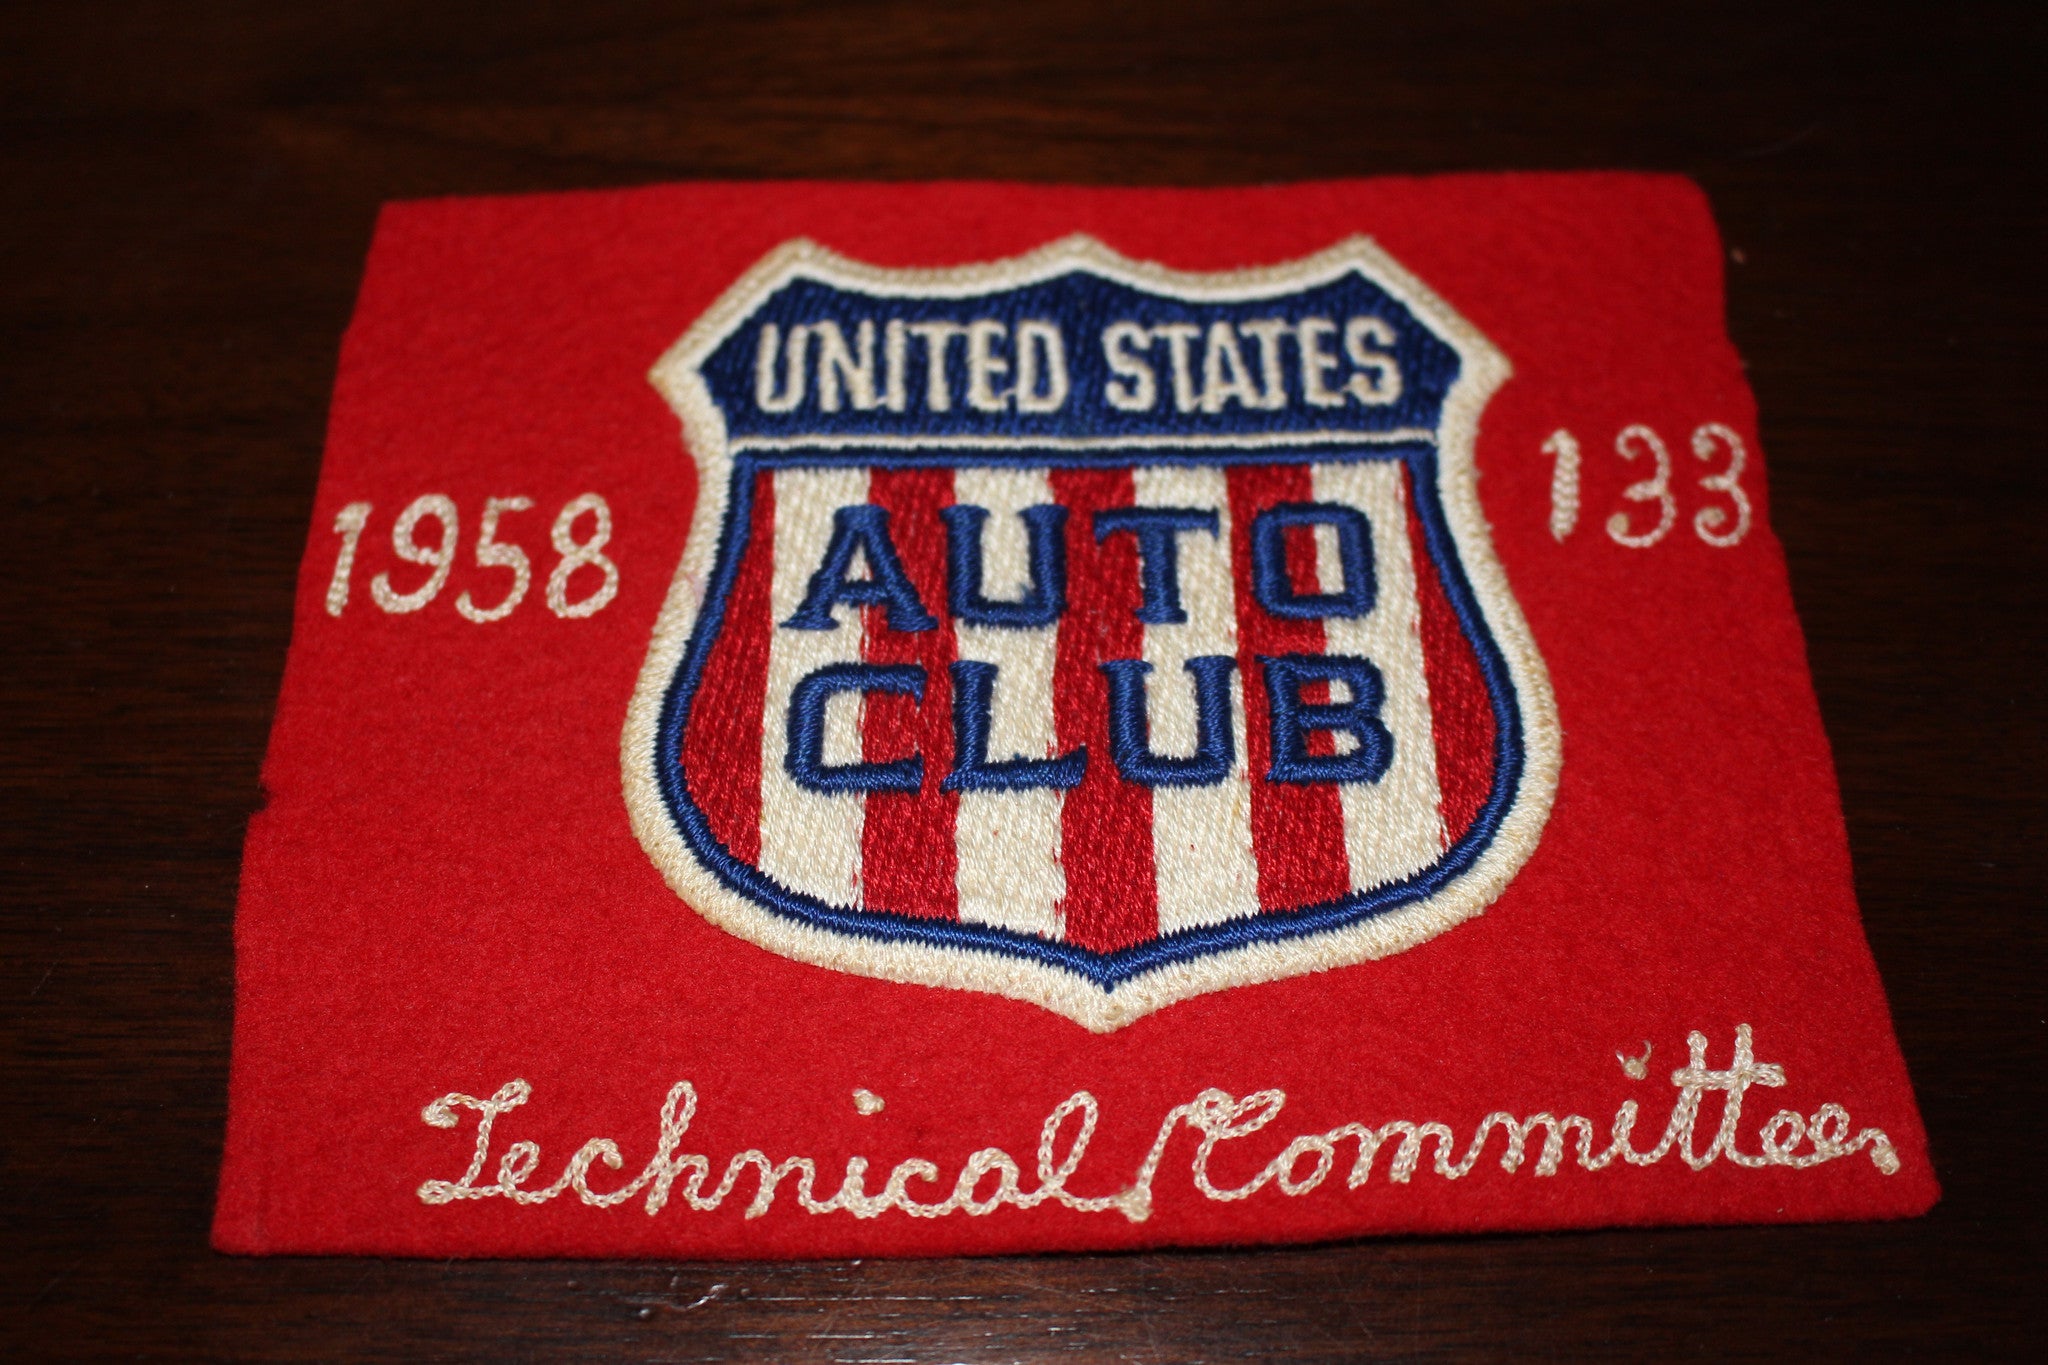 UNITED STATES
AUTO
CLUB
1958
133
Technical Committee